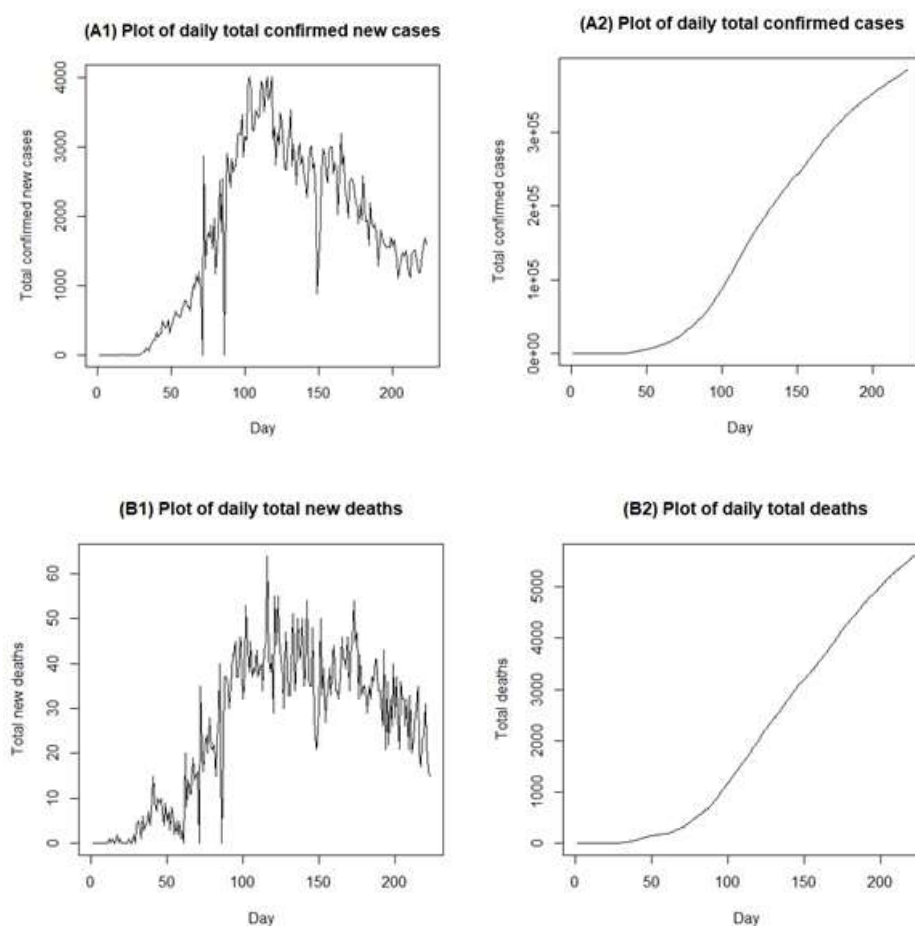 (A1) Plot of daily total confirmed new cases
Total confirmed new cases
4000
3000
2000
1000
0
0 50 100 150 200
Day
(A2) Plot of daily total confirmed cases
Total confirmed cases
3e+05
2e+05
1e+05
0e+00
0 50 100 150 200
Day
(B1) Plot of daily total new deaths
Total new deaths
60
50
40
30
20
10
0
0 50 100 150 200
Day
(B2) Plot of daily total deaths
Total deaths
5000
4000
3000
2000
1000
0
0 50 100 150 200
Day